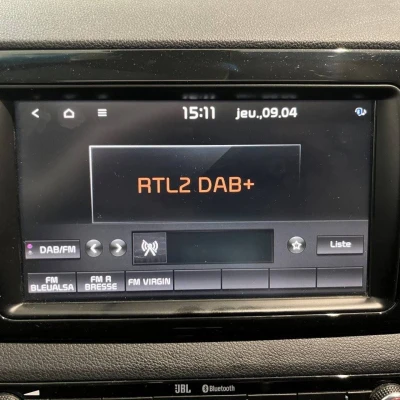 15:11 jeu.,09.04
RTL2 DAB+
DAB/FM
Liste
FM
BLEUALSA
FM A
BRESSE
FM VIRGIN
JBL Bluetooth